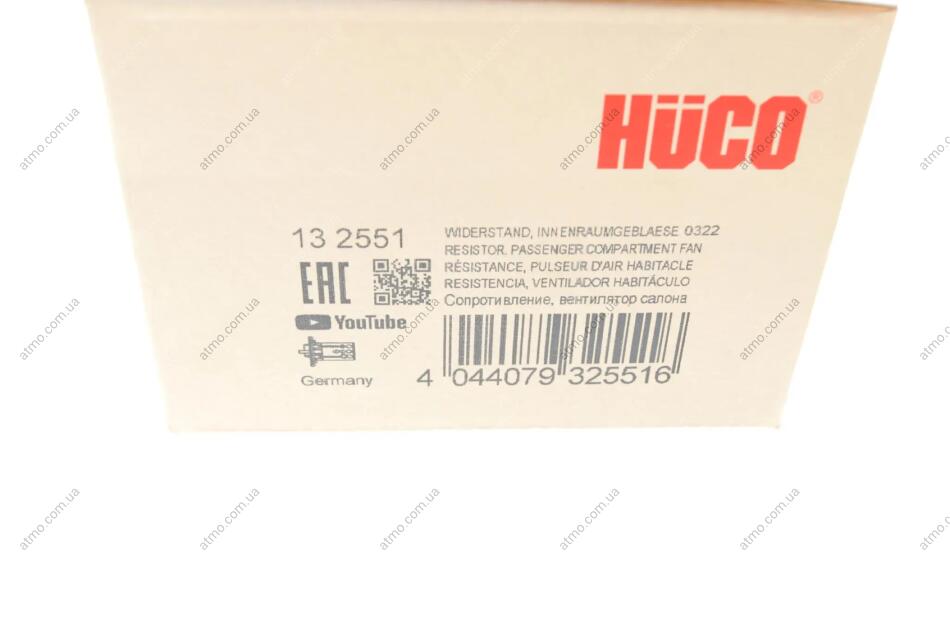 HÜCO®
13 2551
WIDERSTAND, INNENRAUMGEBLAESE 0322
RESISTOR, PASSENGER COMPARTMENT FAN
RÉSISTANCE, PULSEUR D'AIR HABITACLE
RESISTENCIA, VENTILADOR HABITÁCULO
Сопротивление, вентилятор салона
EAC
YouTube
Germany
4 044079 325516
atmo.com.ua